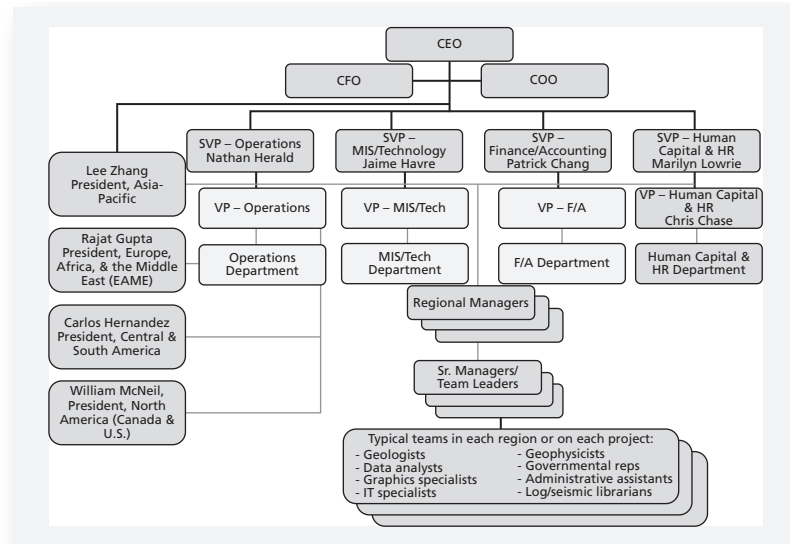 CEO
CFO
COO
SVP – Operations
Nathan Herald
SVP –
MIS/Technology
Jaime Havre
SVP –
Finance/Accounting
Patrick Chang
SVP – Human
Capital & HR
Marilyn Lowrie
Lee Zhang
President, Asia-
Pacific
VP – Operations
VP – MIS/Tech
VP – F/A
VP – Human Capital
& HR
Chris Chase
Rajat Gupta
President, Europe,
Africa, & the Middle
East (EAME)
Operations
Department
MIS/Tech
Department
F/A Department
Human Capital &
HR Department
Regional Managers
Carlos Hernandez
President, Central &
South America
Sr. Managers/
Team Leaders
William McNeil,
President, North
America (Canada &
U.S.)
Typical teams in each region or on each project:
- Geologists
- Data analysts
- Graphics specialists
- IT specialists
- Geophysicists
- Governmental reps
- Administrative assistants
- Log/seismic librarians